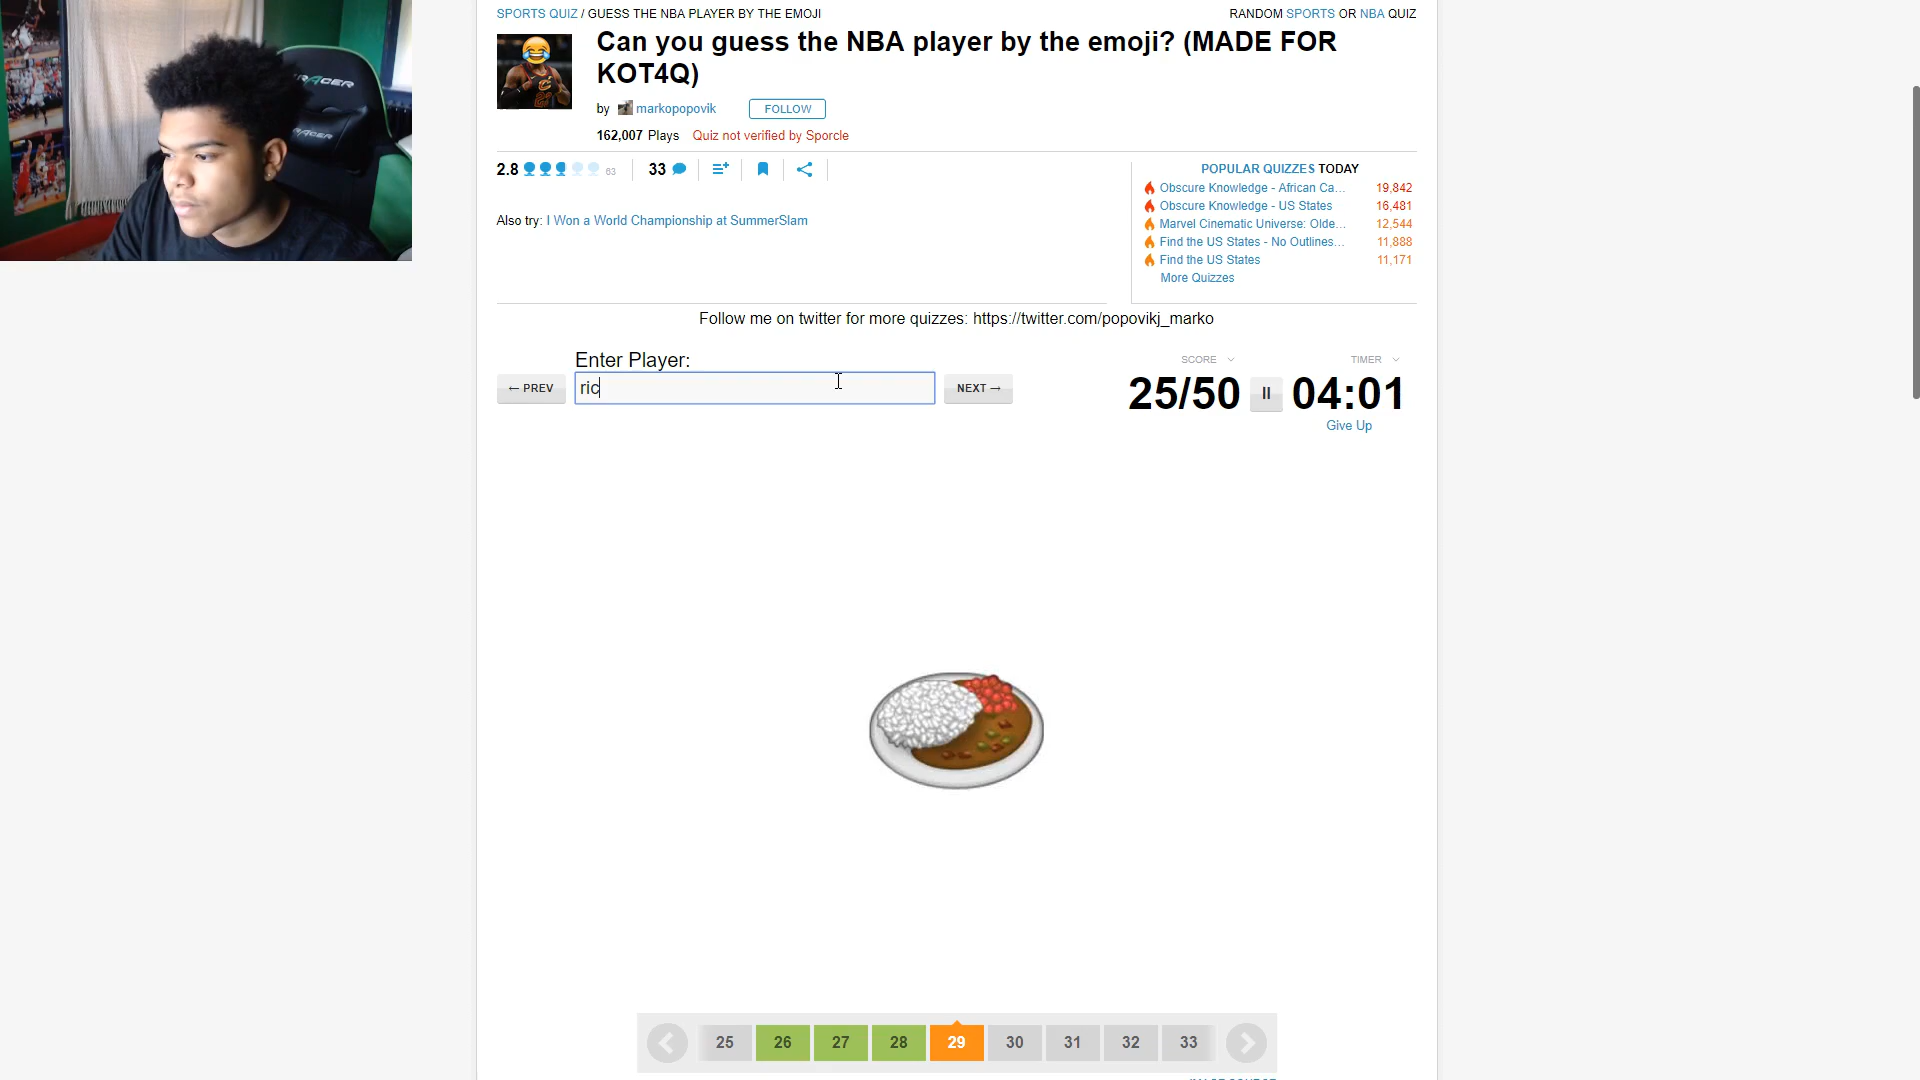 SPORTS QUIZ / GUESS THE NBA PLAYER BY THE EMOJI
RANDOM SPORTS OR NBA QUIZ
Can you guess the NBA player by the emoji? (MADE FOR
KOT4Q)
by markopopovik
FOLLOW
162,007 Plays Quiz not verified by Sporcle
2.8
63
33
Also try: I Won a World Championship at SummerSlam
POPULAR QUIZZES TODAY
Obscure Knowledge - African Ca... 19,842
Obscure Knowledge - US States 16,481
Marvel Cinematic Universe: Olde... 12,544
Find the US States - No Outlines... 11,888
Find the US States 11,171
More Quizzes
Follow me on twitter for more quizzes: https://twitter.com/popovikj_marko
Enter Player:
← PREV
ric
NEXT →
SCORE
TIMER
25/50
04:01
Give Up
25 26 27 28 29 30 31 32 33